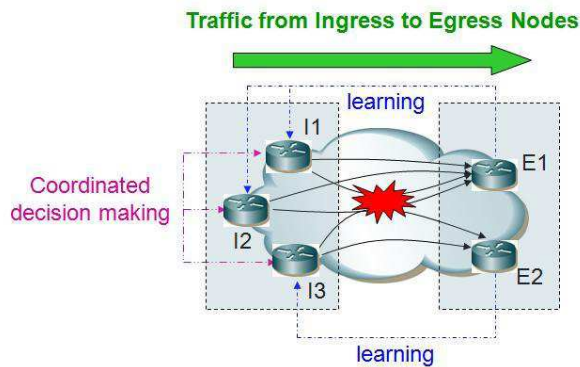 Traffic from Ingress to Egress Nodes
learning
I1
E1
Coordinated
decision making
I2
I3
E2
learning